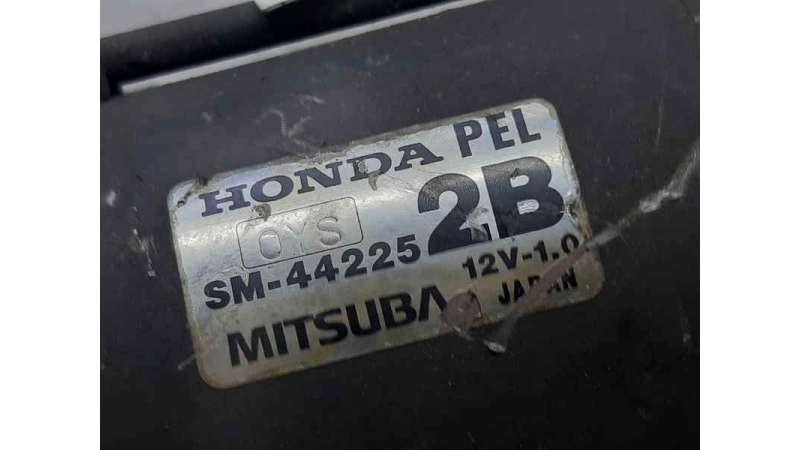 HONDA PEL
OYS 2B
SM-44225
MITSUBA 12V-1.0
JAPAN